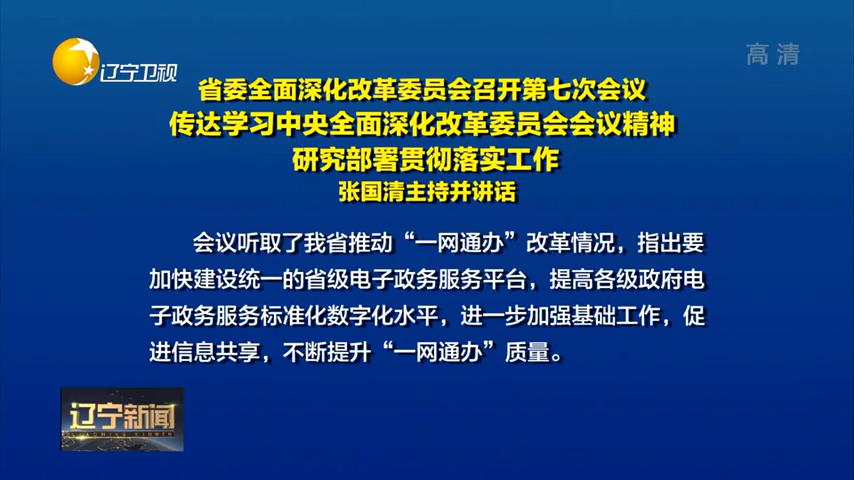 辽宁卫视
高清
省委全面深化改革委员会召开第七次会议
传达学习中央全面深化改革委员会会议精神
研究部署贯彻落实工作
张国清主持并讲话
会议听取了我省推动“一网通办”改革情况，指出要
加快建设统一的省级电子政务服务平台，提高各级政府电
子政务服务标准化数字化水平，进一步加强基础工作，促
进信息共享，不断提升“一网通办”质量。
辽宁新闻
LIAONING XINWEN